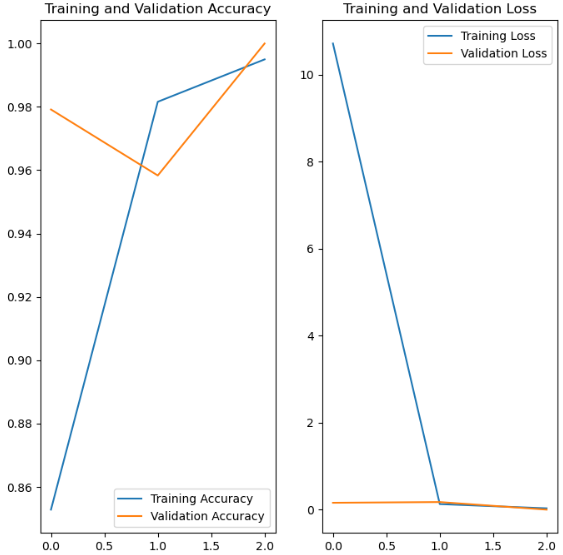 Training and Validation Accuracy
1.00
0.98
0.96
0.94
0.92
0.90
0.88
0.86
Training Accuracy
Validation Accuracy
0.0 0.5 1.0 1.5 2.0
Training and Validation Loss
Training Loss
Validation Loss
10
8
6
4
2
0
0.0 0.5 1.0 1.5 2.0